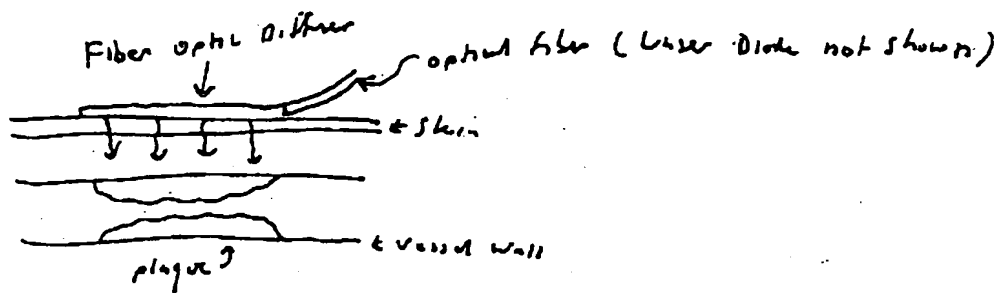 Fiber optic Diffuser
optical fiber (Laser Diode not shown)
skin
vessel wall
plaque